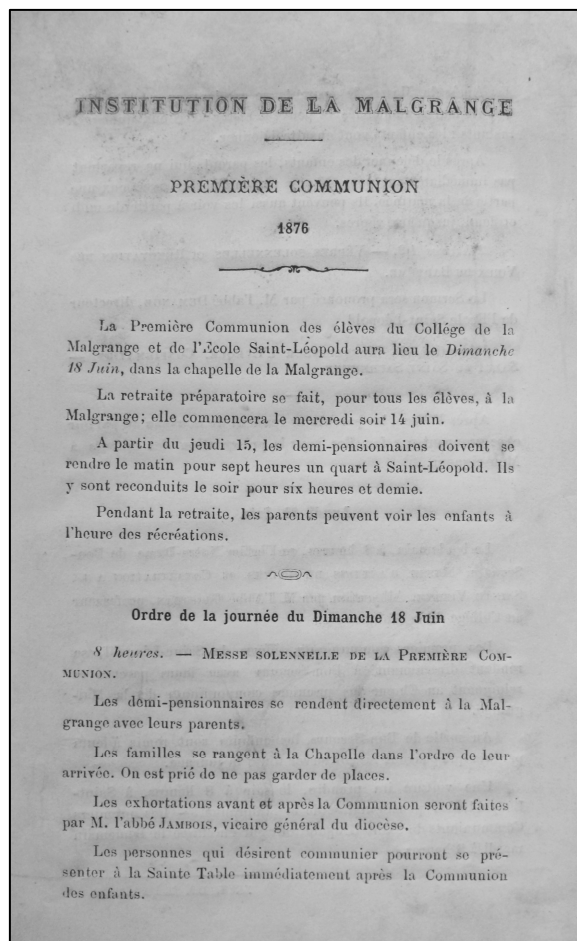 INSTITUTION DE LA MALGRANGE
PREMIÈRE COMMUNION
1876
La Première Communion des élèves du Collége de la
Malgrange et de l'École Saint-Léopold aura lieu le Dimanche
18 Juin, dans la chapelle de la Malgrange.
La retraite préparatoire se fait, pour tous les élèves, à la
Malgrange; elle commencera le mercredi soir 14 juin.
A partir du jeudi 15, les demi-pensionnaires doivent se
rendre le matin pour sept heures un quart à Saint-Léopold. Ils
y sont reconduits le soir pour six heures et demie.
Pendant la retraite, les parents peuvent voir les enfants à
l'heure des récréations.
Ordre de la journée du Dimanche 18 Juin
8 heures. — MESSE SOLENNELLE DE LA PREMIÈRE COM-
MUNION.
Les demi-pensionnaires se rendent directement à la Mal-
grange avec leurs parents.
Les familles se rangent à la Chapelle dans l'ordre de leur
arrivée. On est prié de ne pas garder de places.
Les exhortations avant et après la Communion seront faites
par M. l'abbé JAMBOIS, vicaire général du diocèse.
Les personnes qui désirent communier pourront se pré-
senter à la Sainte Table immédiatement après la Communion
des enfants.